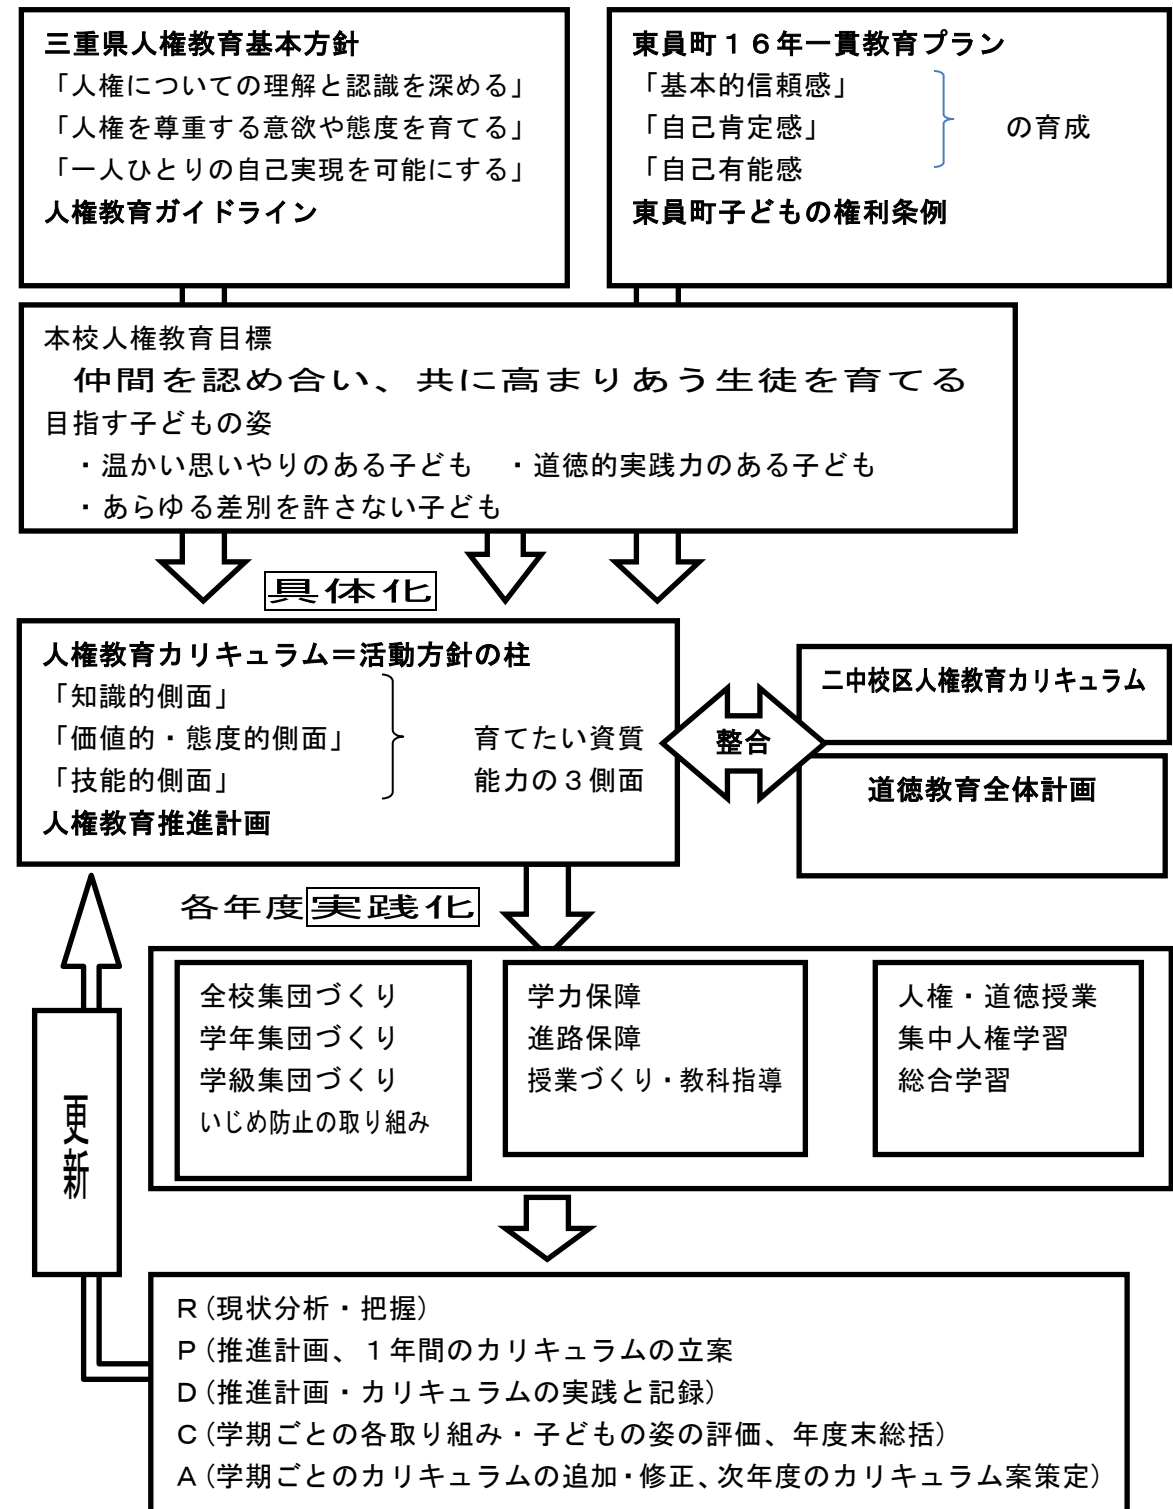 三重県人権教育基本方針
「人権についての理解と認識を深める」
「人権を尊重する意欲や態度を育てる」
「一人ひとりの自己実現を可能にする」
人権教育ガイドライン
東員町１６年一貫教育プラン
「基本的信頼感」
「自己肯定感」
「自己有能感
の育成
東員町子どもの権利条例
本校人権教育目標
仲間を認め合い、共に高まりあう生徒を育てる
目指す子どもの姿
・温かい思いやりのある子ども　・道徳的実践力のある子ども
・あらゆる差別を許さない子ども
具体化
人権教育カリキュラム＝活動方針の柱
「知識的側面」
「価値的・態度的側面」
「技能的側面」
育てたい資質
能力の３側面
人権教育推進計画
整合
二中校区人権教育カリキュラム
道徳教育全体計画
各年度実践化
全校集団づくり
学年集団づくり
学級集団づくり
いじめ防止の取り組み
学力保障
進路保障
授業づくり・教科指導
人権・道徳授業
集中人権学習
総合学習
更新
Ｒ(現状分析・把握)
Ｐ(推進計画、１年間のカリキュラムの立案
Ｄ(推進計画・カリキュラムの実践と記録)
Ｃ(学期ごとの各取り組み・子どもの姿の評価、年度末総括)
Ａ(学期ごとのカリキュラムの追加・修正、次年度のカリキュラム案策定)